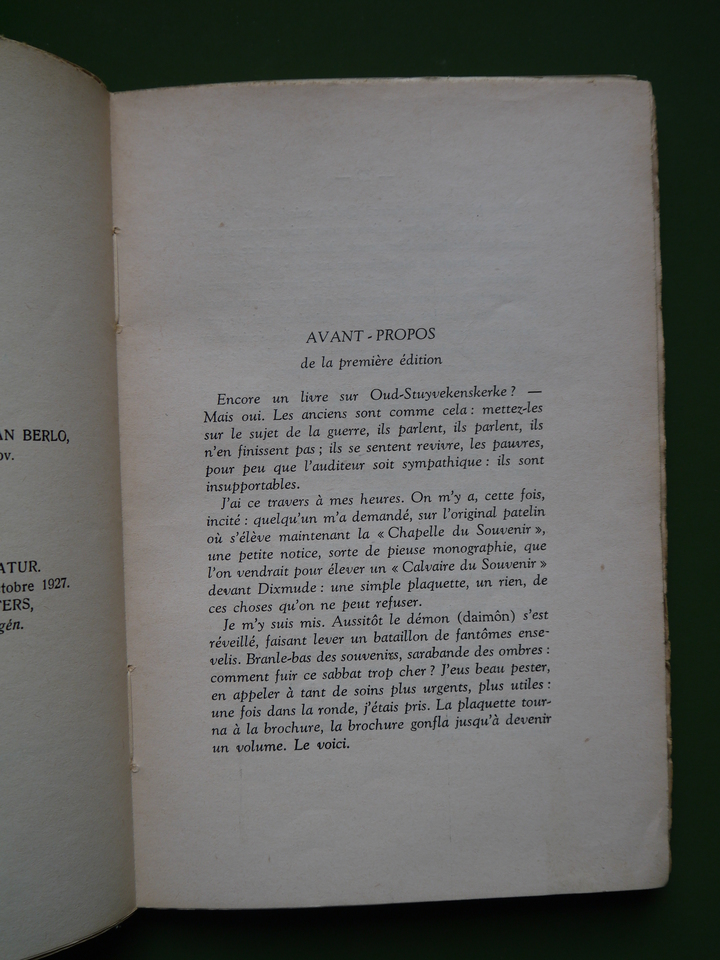 AN BERLO,
ov.
ATUR.
ctobre 1927.
TERS,
gén.
AVANT-PROPOS
de la première édition
Encore un livre sur Oud-Stuyvekenskerke ? —
Mais oui. Les anciens sont comme cela : mettez-les
sur le sujet de la guerre, ils parlent, ils parlent, ils
n'en finissent pas ; ils se sentent revivre, les pauvres,
pour peu que l'auditeur soit sympathique : ils sont
insupportables.
J'ai ce travers à mes heures. On m'y a, cette fois,
incité : quelqu'un m'a demandé, sur l'original patelin
où s'élève maintenant la « Chapelle du Souvenir »,
une petite notice, sorte de pieuse monographie, que
l'on vendrait pour élever un « Calvaire du Souvenir »
devant Dixmude : une simple plaquette, un rien, de
ces choses qu'on ne peut refuser.
Je m'y suis mis. Aussitôt le démon (daimôn) s'est
réveillé, faisant lever un bataillon de fantômes ense-
velis. Branle-bas des souvenirs, sarabande des ombres :
comment fuir ce sabbat trop cher ? J'eus beau pester,
en appeler à tant de soins plus urgents, plus utiles :
une fois dans la ronde, j'étais pris. La plaquette tour-
na à la brochure, la brochure gonfla jusqu'à devenir
un volume. Le voici.